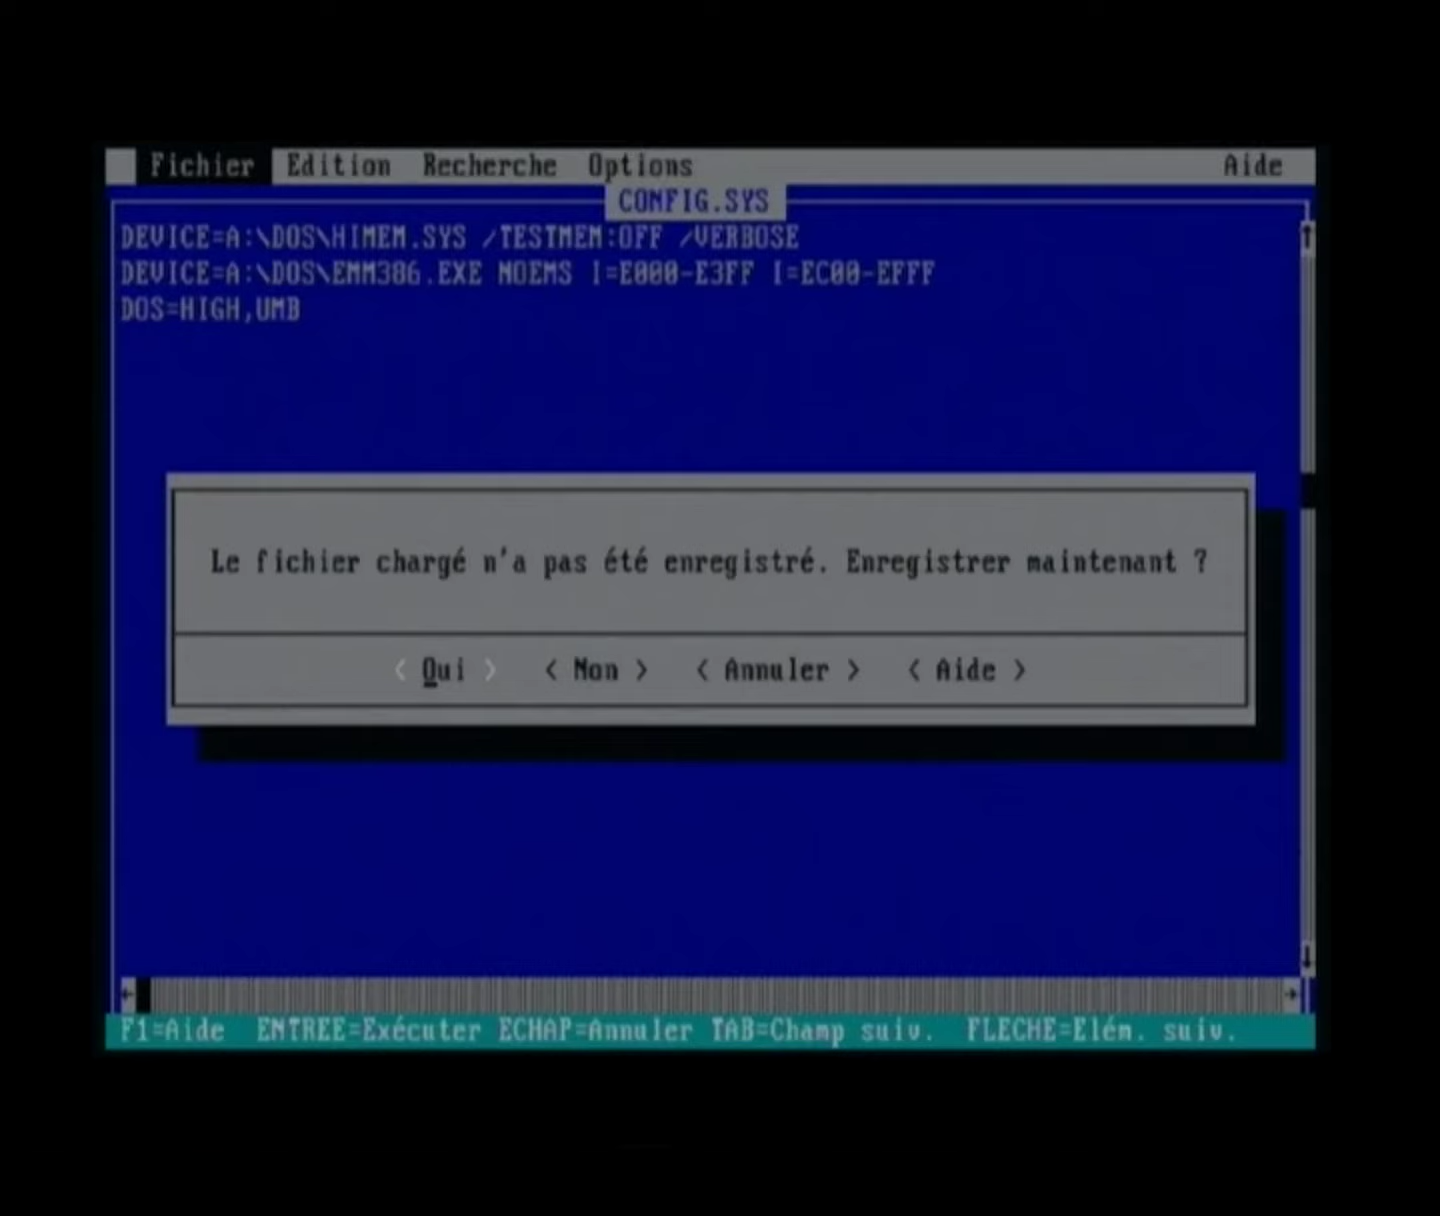 Fichier Edition Recherche Options Aide
CONFIG.SYS
DEVICE=A:\DOS\HIMEM.SYS /TESTMEM:OFF /VERBOSE
DEVICE=A:\DOS\EMM386.EXE NOEMS I=E000-E3FF I=EC00-EFFF
DOS=HIGH,UMB
Le fichier chargé n'a pas été enregistré. Enregistrer maintenant ?
< Oui > < Non > < Annuler > < Aide >
F1=Aide ENTREE=Exécuter ECHAP=Annuler TAB=Champ suiv. FLECHE=Elém. suiv.